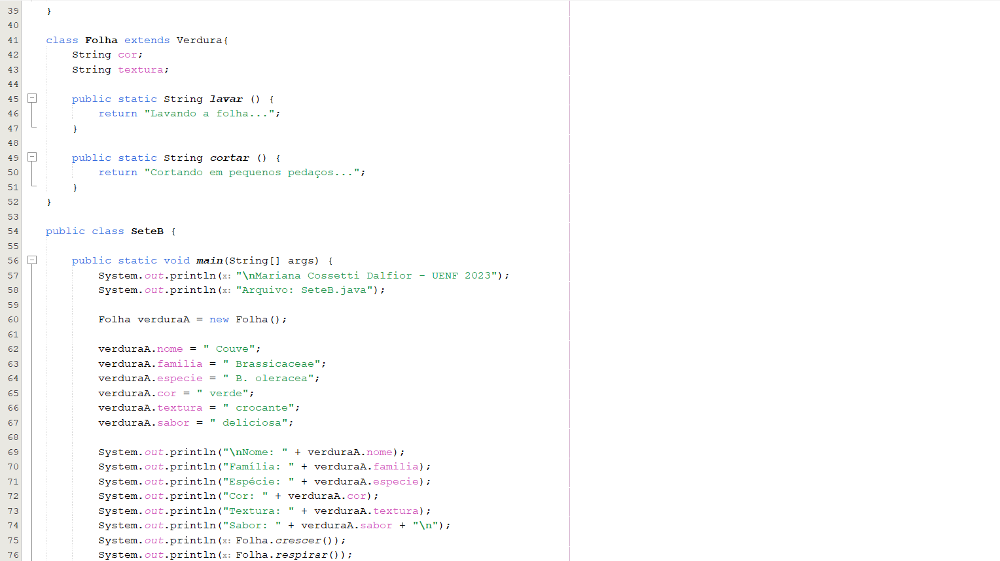 39 }
40
41 class Folha extends Verdura{
42 String cor;
43 String textura;
44
45 public static String lavar () {
46 return "Lavando a folha...";
47 }
48
49 public static String cortar () {
50 return "Cortando em pequenos pedaços...";
51 }
52 }
53
54 public class SeteB {
55
56 public static void main(String[] args) {
57 System.out.println(x: "\nMariana Cossetti Dalfior - UENF 2023");
58 System.out.println(x: "Arquivo: SeteB.java");
59
60 Folha verduraA = new Folha();
61
62 verduraA.nome = " Couve";
63 verduraA.familia = " Brassicaceae";
64 verduraA.especie = " B. oleracea";
65 verduraA.cor = " verde";
66 verduraA.textura = " crocante";
67 verduraA.sabor = " deliciosa";
68
69 System.out.println("\nNome: " + verduraA.nome);
70 System.out.println("Família: " + verduraA.familia);
71 System.out.println("Espécie: " + verduraA.especie);
72 System.out.println("Cor: " + verduraA.cor);
73 System.out.println("Textura: " + verduraA.textura);
74 System.out.println("Sabor: " + verduraA.sabor + "\n");
75 System.out.println(x: Folha.crescer());
76 System.out.println(x: Folha.respirar());